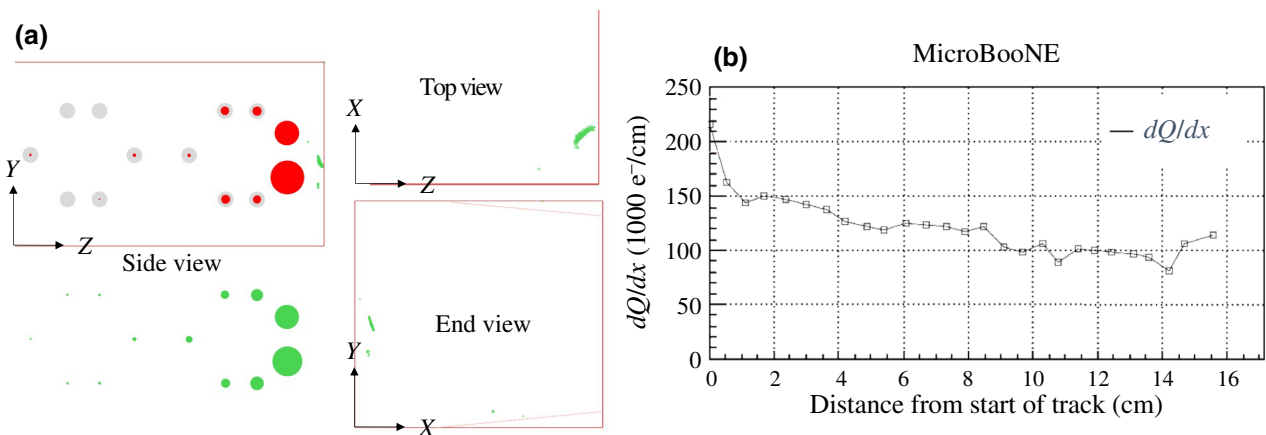 (a)
Top view
X
Z
Y
Z
Side view
End view
Y
X
(b)
MicroBooNE
dQ/dx
250
200
150
100
50
0
dQ/dx (1000 e⁻/cm)
0 2 4 6 8 10 12 14 16
Distance from start of track (cm)